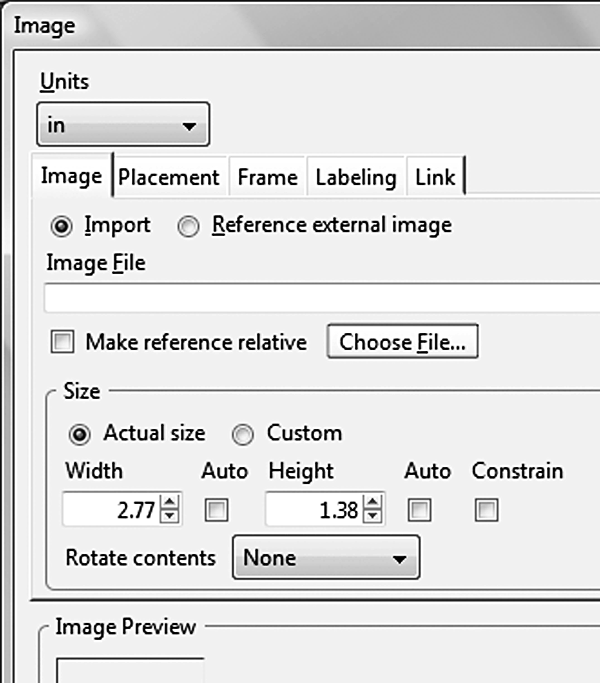 Image
Units
in
Image Placement Frame Labeling Link
Import Reference external image
Image File
Make reference relative Choose File...
Size
Actual size Custom
Width Auto Height Auto Constrain
2.77 1.38
Rotate contents None
Image Preview